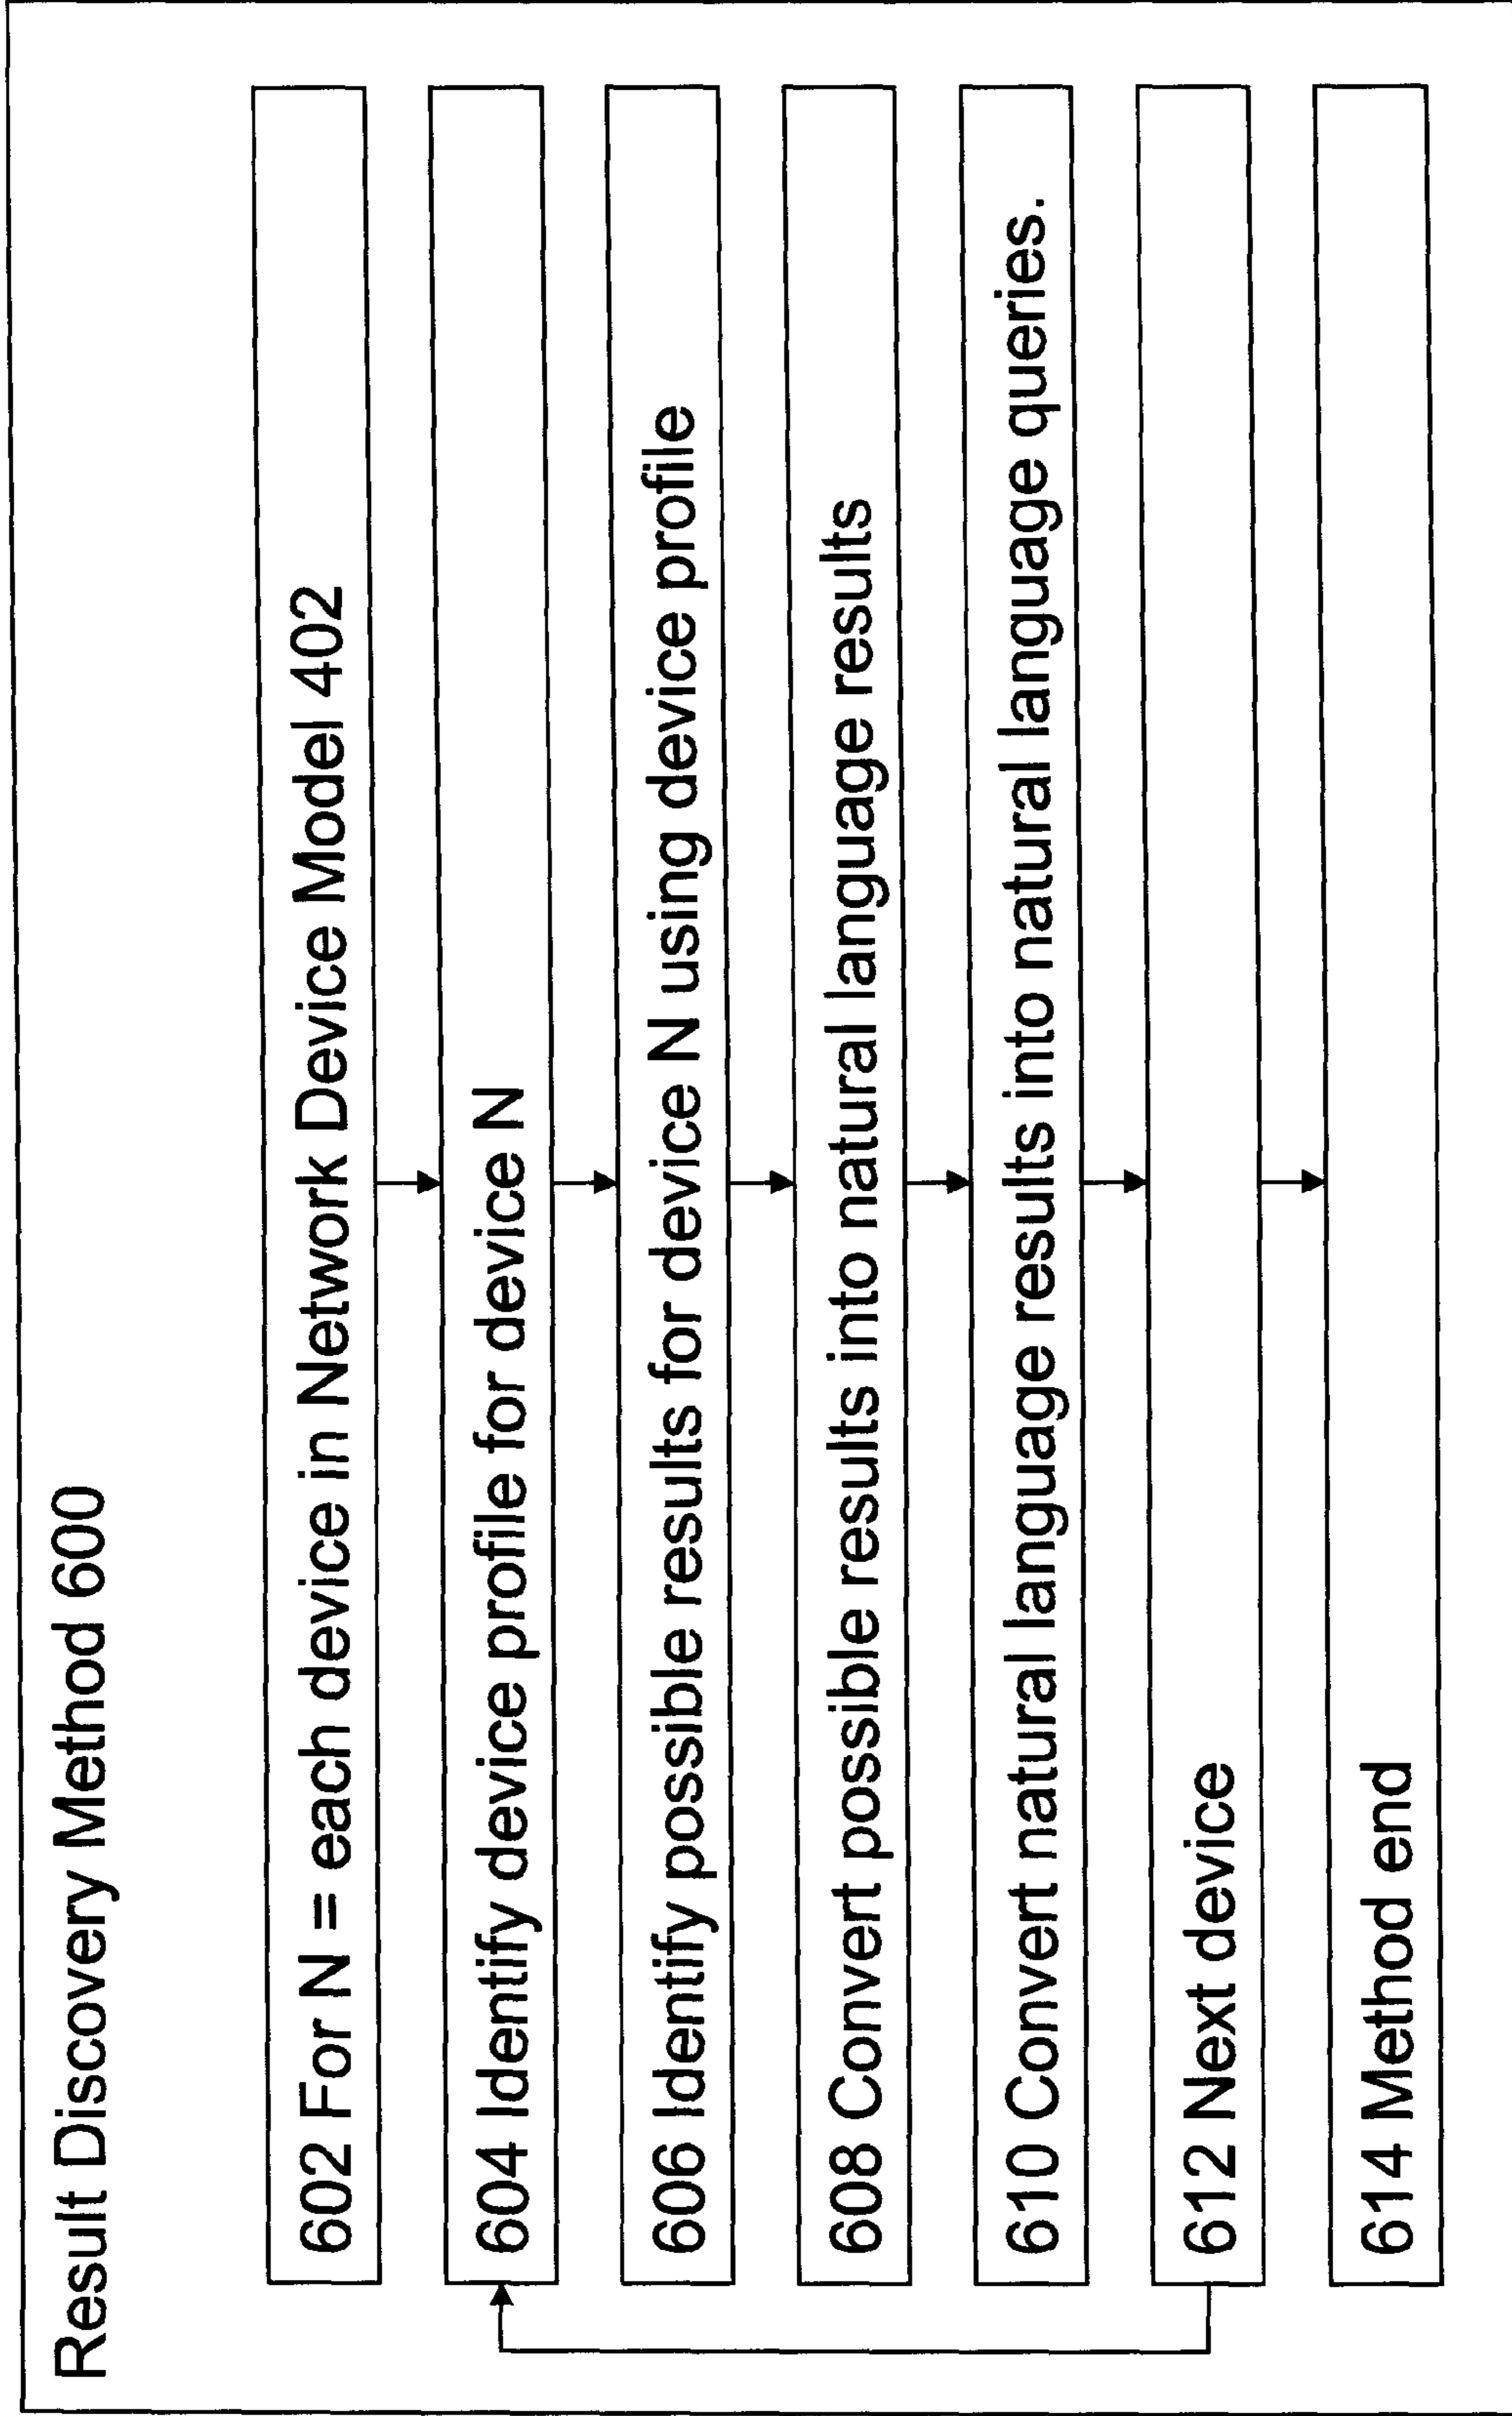 Result Discovery Method 600
602 For N = each device in Network Device Model 402
604 Identify device profile for device N
606 Identify possible results for device N using device profile
608 Convert possible results into natural language results
610 Convert natural language results into natural language queries.
612 Next device
614 Method end